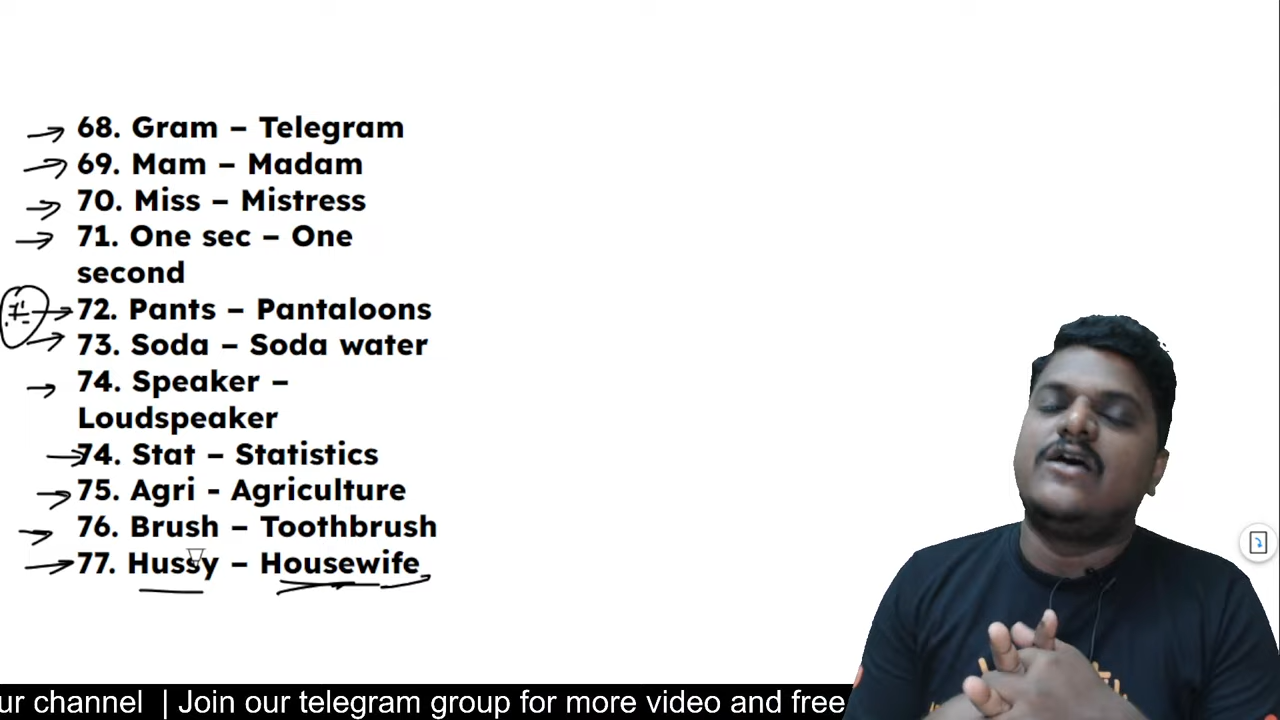 68. Gram – Telegram
69. Mam – Madam
70. Miss – Mistress
71. One sec – One
second
72. Pants – Pantaloons
73. Soda – Soda water
74. Speaker –
Loudspeaker
74. Stat – Statistics
75. Agri - Agriculture
76. Brush – Toothbrush
77. Hussy – Housewife
ur channel | Join our telegram group for more video and free